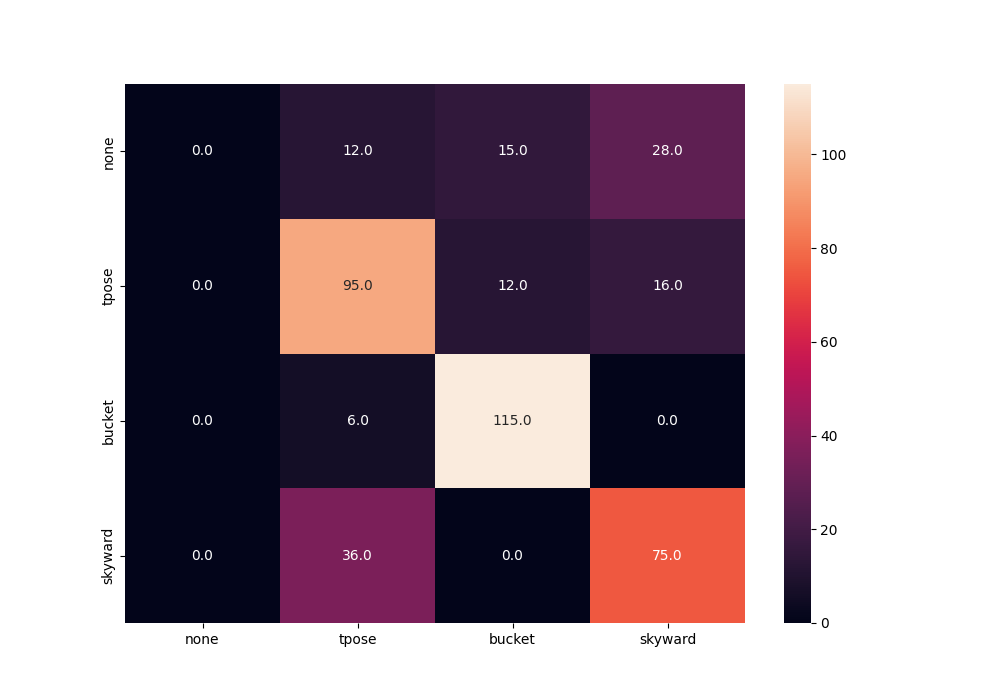 none 0.0 12.0 15.0 28.0
tpose 0.0 95.0 12.0 16.0
bucket 0.0 6.0 115.0 0.0
skyward 0.0 36.0 0.0 75.0
none tpose bucket skyward
100
80
60
40
20
0